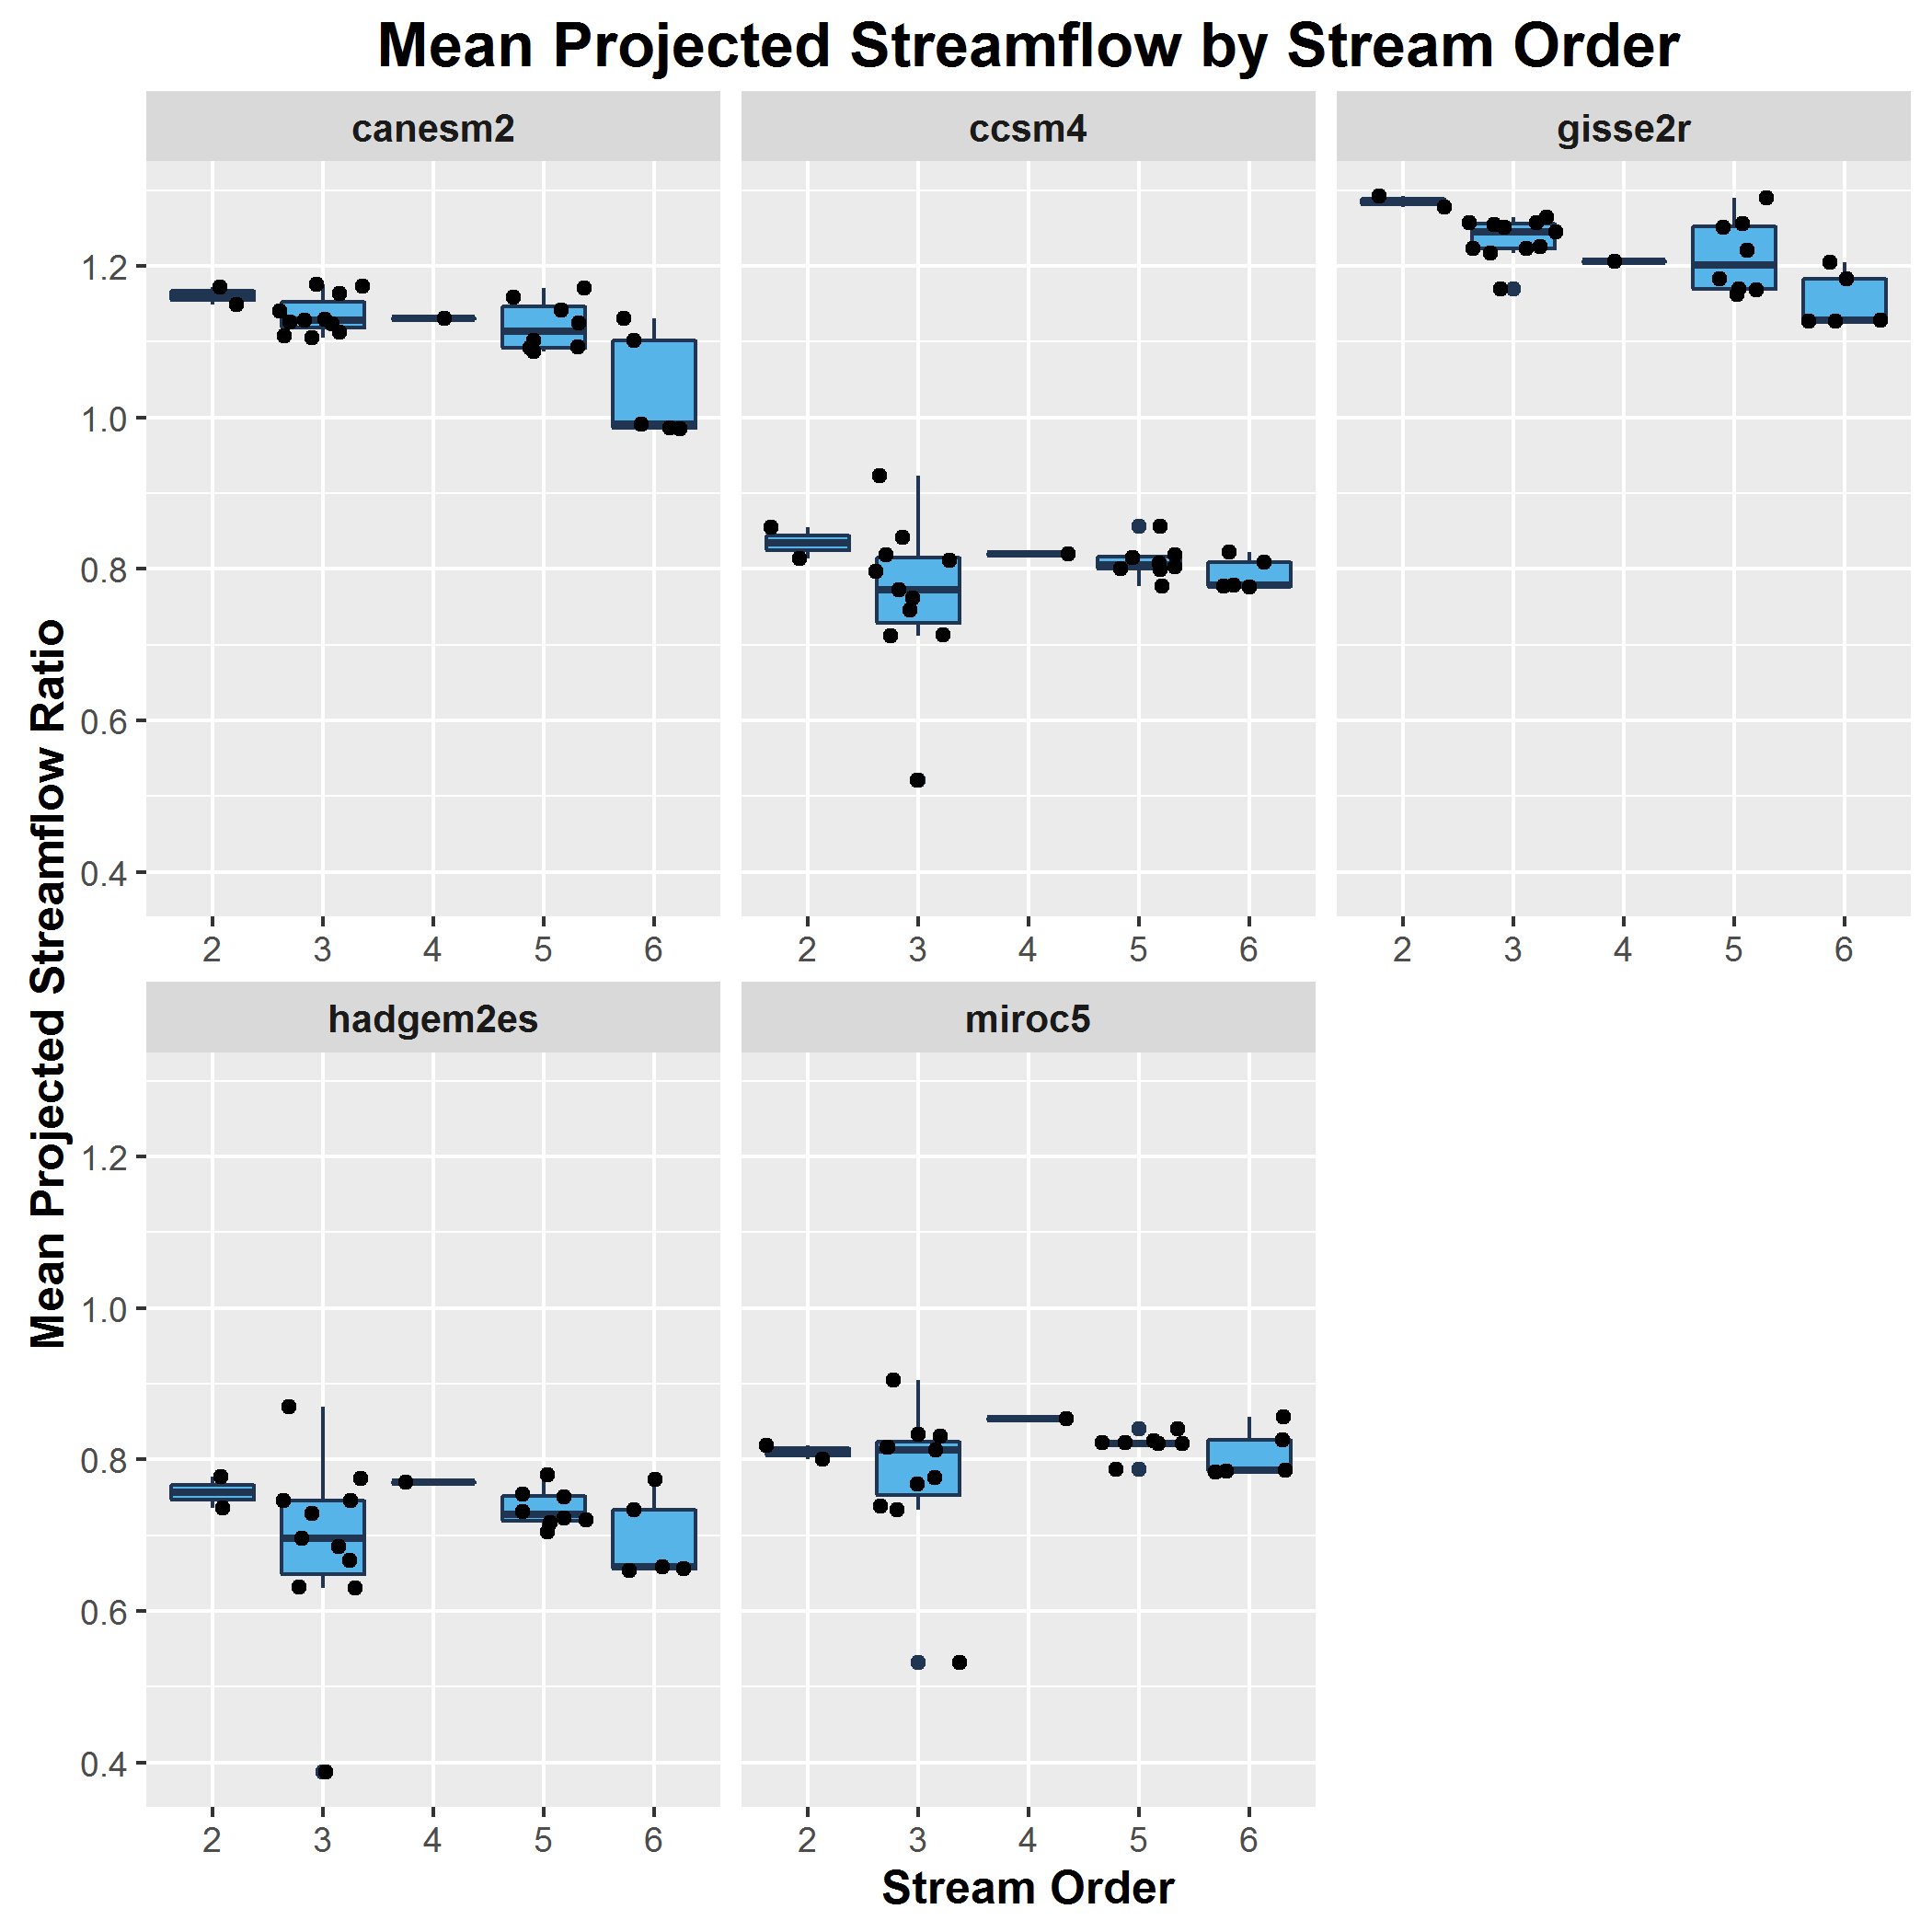 Mean Projected Streamflow by Stream Order
canesm2
ccsm4
gisse2r
1.2
1.0
0.8
0.6
0.4
2 3 4 5 6
2 3 4 5 6
2 3 4 5 6
Mean Projected Streamflow Ratio
hadgem2es
miroc5
1.2
1.0
0.8
0.6
0.4
2 3 4 5 6
2 3 4 5 6
Stream Order